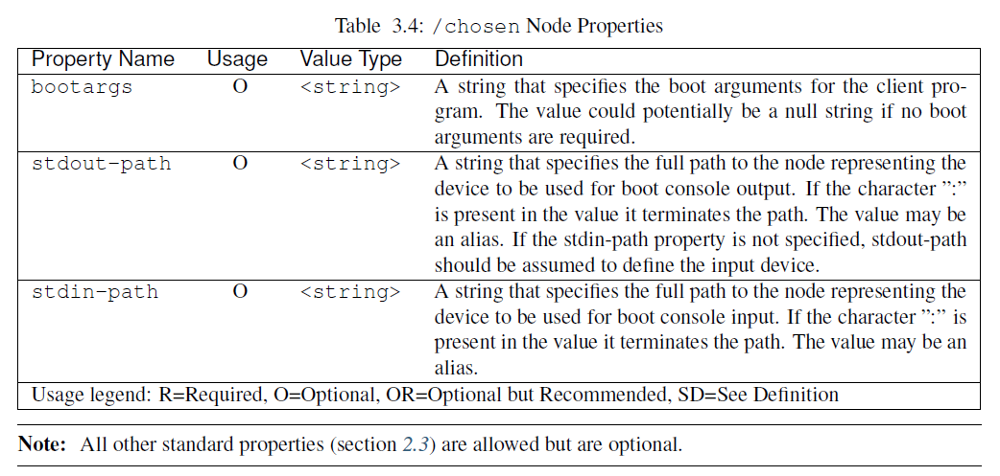 Table 3.4: /chosen Node Properties
Property Name Usage Value Type Definition
bootargs O <string> A string that specifies the boot arguments for the client pro-
gram. The value could potentially be a null string if no boot
arguments are required.
stdout-path O <string> A string that specifies the full path to the node representing the
device to be used for boot console output. If the character ”:”
is present in the value it terminates the path. The value may be
an alias. If the stdin-path property is not specified, stdout-path
should be assumed to define the input device.
stdin-path O <string> A string that specifies the full path to the node representing the
device to be used for boot console input. If the character ”:” is
present in the value it terminates the path. The value may be an
alias.
Usage legend: R=Required, O=Optional, OR=Optional but Recommended, SD=See Definition
Note: All other standard properties (section 2.3) are allowed but are optional.